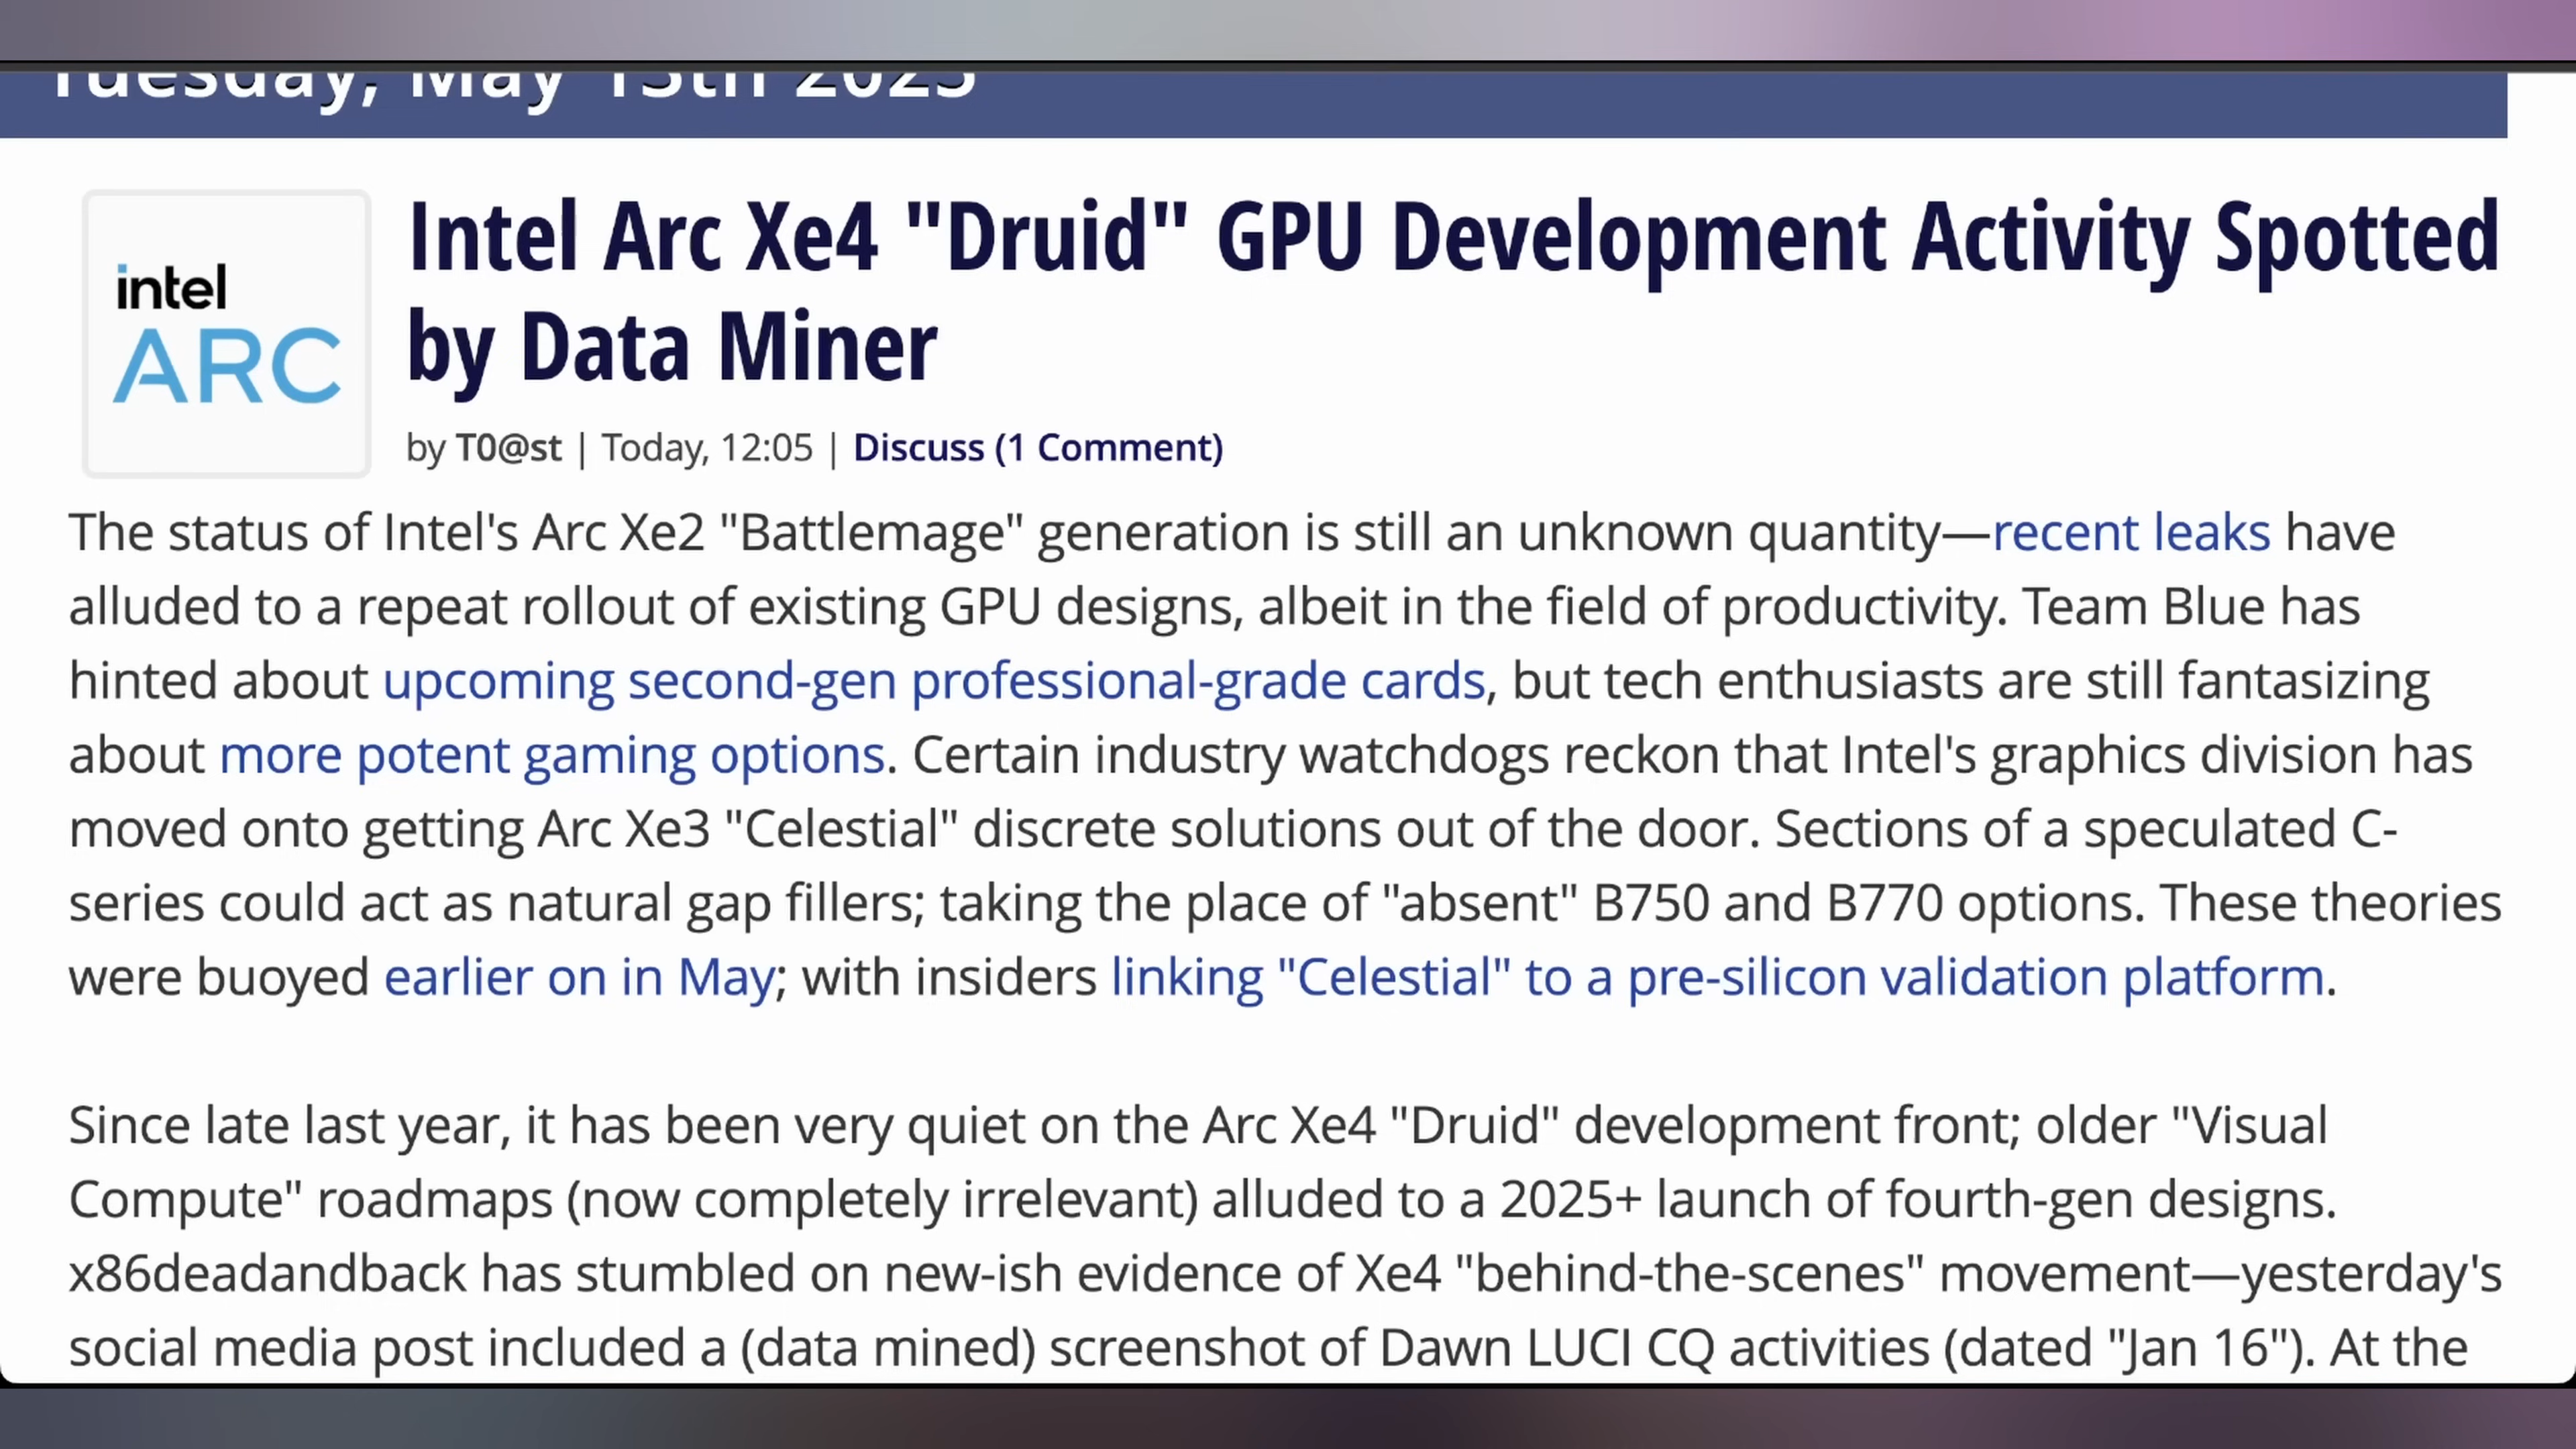 Tuesday, May 13th 2025
intel
ARC
Intel Arc Xe4 "Druid" GPU Development Activity Spotted
by Data Miner
by T0@st | Today, 12:05 | Discuss (1 Comment)
The status of Intel's Arc Xe2 "Battlemage" generation is still an unknown quantity—recent leaks have
alluded to a repeat rollout of existing GPU designs, albeit in the field of productivity. Team Blue has
hinted about upcoming second-gen professional-grade cards, but tech enthusiasts are still fantasizing
about more potent gaming options. Certain industry watchdogs reckon that Intel's graphics division has
moved onto getting Arc Xe3 "Celestial" discrete solutions out of the door. Sections of a speculated C-
series could act as natural gap fillers; taking the place of "absent" B750 and B770 options. These theories
were buoyed earlier on in May; with insiders linking "Celestial" to a pre-silicon validation platform.
Since late last year, it has been very quiet on the Arc Xe4 "Druid" development front; older "Visual
Compute" roadmaps (now completely irrelevant) alluded to a 2025+ launch of fourth-gen designs.
x86deadandback has stumbled on new-ish evidence of Xe4 "behind-the-scenes" movement—yesterday's
social media post included a (data mined) screenshot of Dawn LUCI CQ activities (dated "Jan 16"). At the